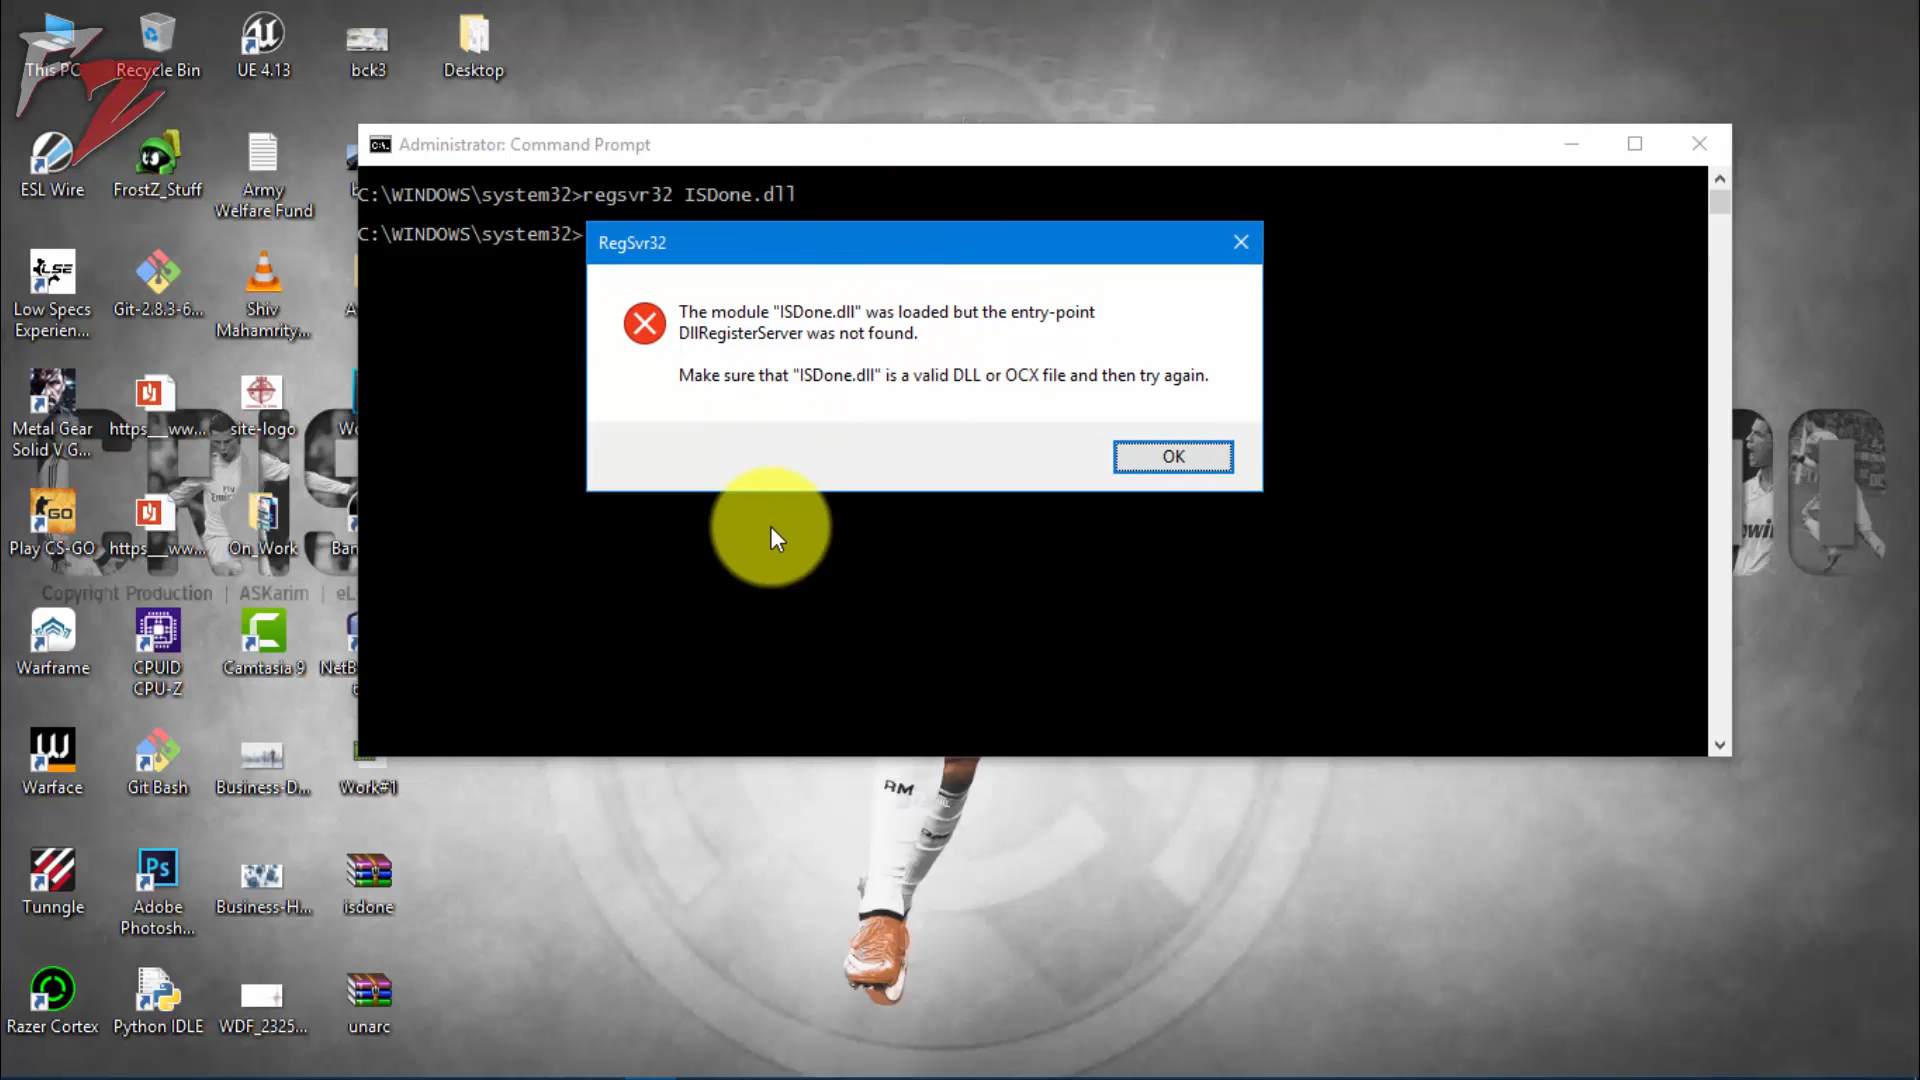 This PC
Recycle Bin
UE 4.13
bck3
Desktop
FZ
ESL Wire
FrostZ_Stuff
Army
Welfare Fund
Low Specs
Experien...
Git-2.8.3-6...
Shiv
Mahamrity...
Metal Gear
Solid V G...
https__ww...
site-logo
Play CS-GO
https__ww...
On_Work
Copyright Production | ASKarim |
Warframe
CPUID
CPU-Z
Camtasia 9
Warface
Git Bash
Business-D...
Work#1
Tunngle
Adobe
Photosh...
Business-H...
isdone
Razer Cortex
Python IDLE
WDF_2325...
unarc
Administrator: Command Prompt
C:\WINDOWS\system32>regsvr32 ISDone.dll
C:\WINDOWS\system32>
RegSvr32
The module "ISDone.dll" was loaded but the entry-point
DllRegisterServer was not found.
Make sure that "ISDone.dll" is a valid DLL or OCX file and then try again.
OK
RM